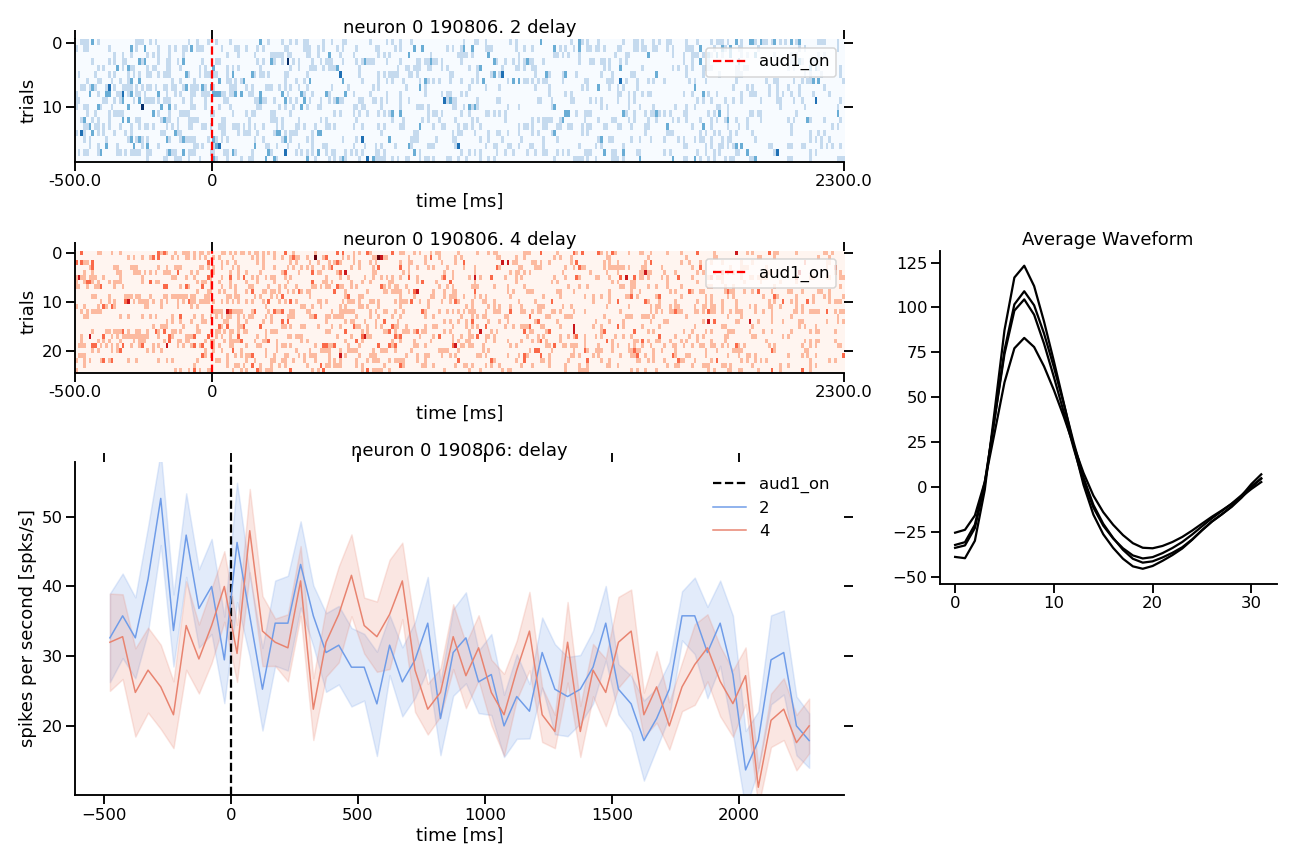 neuron 0 190806. 2 delay
0
10
trials
aud1_on
-500.0
0
2300.0
time [ms]
neuron 0 190806. 4 delay
0
10
20
trials
aud1_on
-500.0
0
2300.0
time [ms]
neuron 0 190806: delay
50
40
30
20
spikes per second [spks/s]
aud1_on
2
4
−500
0
500
1000
1500
2000
time [ms]
Average Waveform
125
100
75
50
25
0
−25
−50
0
10
20
30